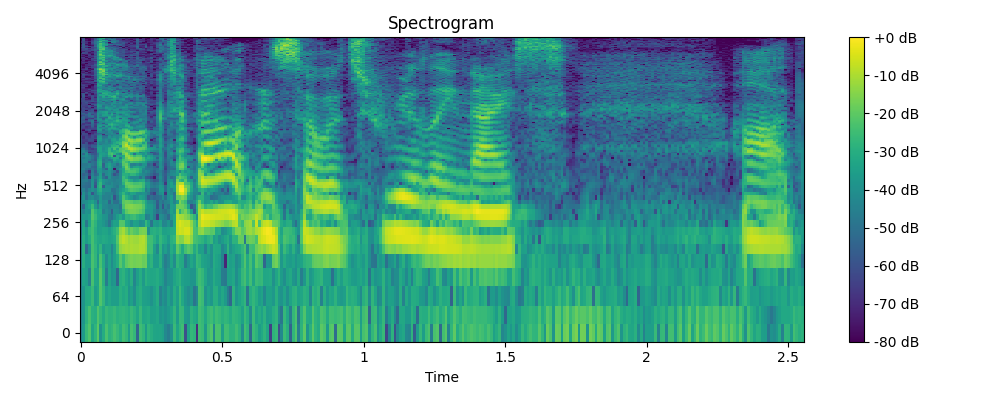 Spectrogram
Hz
4096
2048
1024
512
256
128
64
0
0 0.5 1 1.5 2 2.5
Time
+0 dB
-10 dB
-20 dB
-30 dB
-40 dB
-50 dB
-60 dB
-70 dB
-80 dB